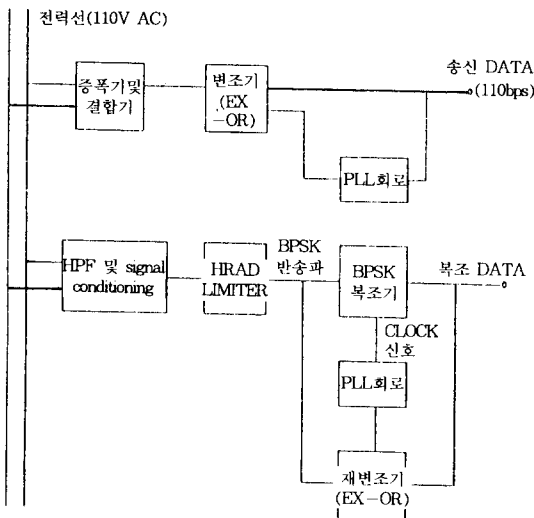 전력선(110V AC)
증폭기및
결합기
변조기
(EX
-OR)
송신 DATA
(110bps)
PLL회로
HPF 및 signal
conditioning
HRAD
LIMITER
BPSK
반송파
BPSK
복조기
복조 DATA
CLOCK
신호
PLL회로
재변조기
(EX-OR)